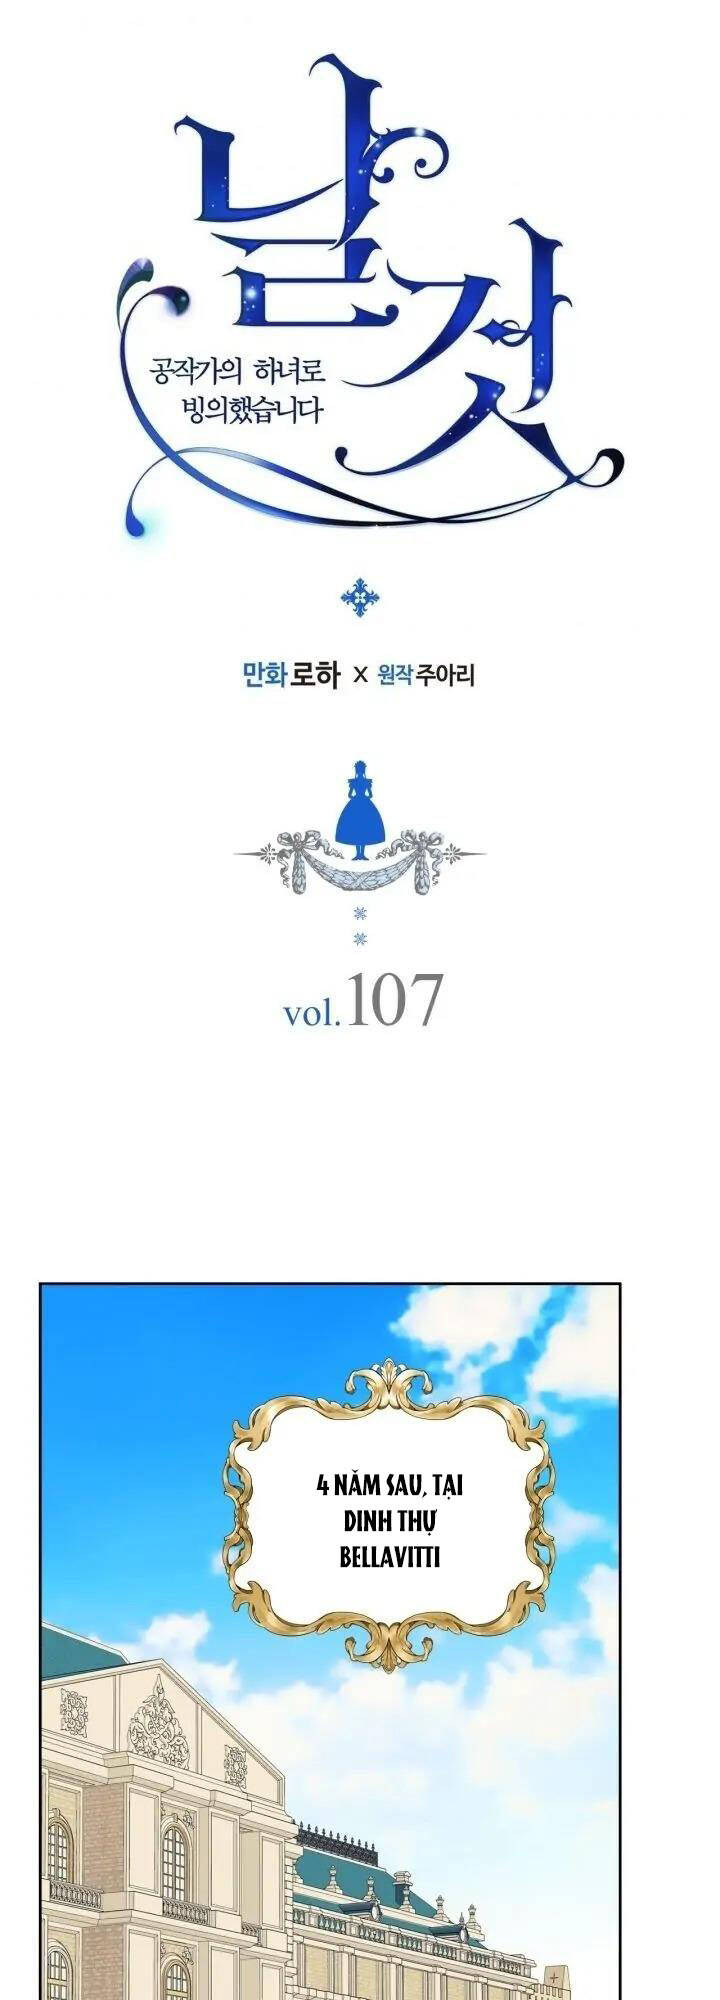 날것
공작가의 하녀로
빙의했습니다
만화 로하 X 원작 주아리
vol.107
4 NĂM SAU, TẠI
DINH THỰ
BELLAVITTI